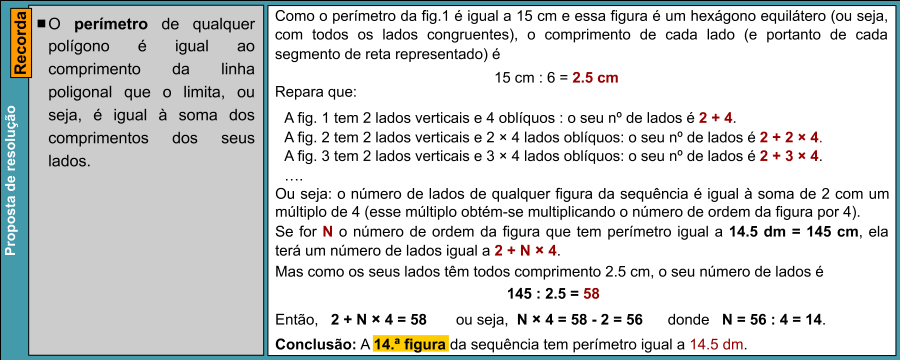 Proposta de resolução
Recorda
■O perímetro de qualquer
polígono é igual ao
comprimento da linha
poligonal que o limita, ou
seja, é igual à soma dos
comprimentos dos seus
lados.
Como o perímetro da fig.1 é igual a 15 cm e essa figura é um hexágono equilátero (ou seja,
com todos os lados congruentes), o comprimento de cada lado (e portanto de cada
segmento de reta representado) é
15 cm : 6 = 2.5 cm
Repara que:
A fig. 1 tem 2 lados verticais e 4 oblíquos : o seu nº de lados é 2 + 4.
A fig. 2 tem 2 lados verticais e 2 × 4 lados oblíquos: o seu nº de lados é 2 + 2 × 4.
A fig. 3 tem 2 lados verticais e 3 × 4 lados oblíquos: o seu nº de lados é 2 + 3 × 4.
....
Ou seja: o número de lados de qualquer figura da sequência é igual à soma de 2 com um
múltiplo de 4 (esse múltiplo obtém-se multiplicando o número de ordem da figura por 4).
Se for N o número de ordem da figura que tem perímetro igual a 14.5 dm = 145 cm, ela
terá um número de lados igual a 2 + N × 4.
Mas como os seus lados têm todos comprimento 2.5 cm, o seu número de lados é
145 : 2.5 = 58
Então, 2 + N × 4 = 58 ou seja, N × 4 = 58 - 2 = 56 donde N = 56 : 4 = 14.
Conclusão: A 14.ª figura da sequência tem perímetro igual a 14.5 dm.